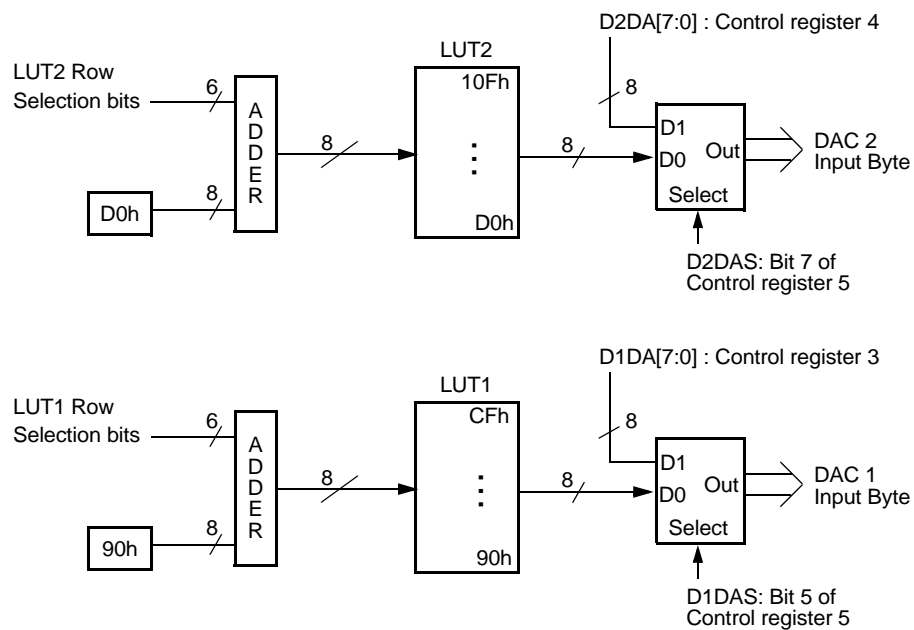 D2DA[7:0] : Control register 4
LUT2
LUT2 Row
Selection bits
6
ADDER
8
D0h
8
10Fh
D0h
8
8
D1
D0
Out
Select
DAC 2
Input Byte
D2DAS: Bit 7 of
Control register 5
D1DA[7:0] : Control register 3
LUT1
LUT1 Row
Selection bits
6
ADDER
8
90h
8
CFh
90h
8
8
D1
D0
Out
Select
DAC 1
Input Byte
D1DAS: Bit 5 of
Control register 5